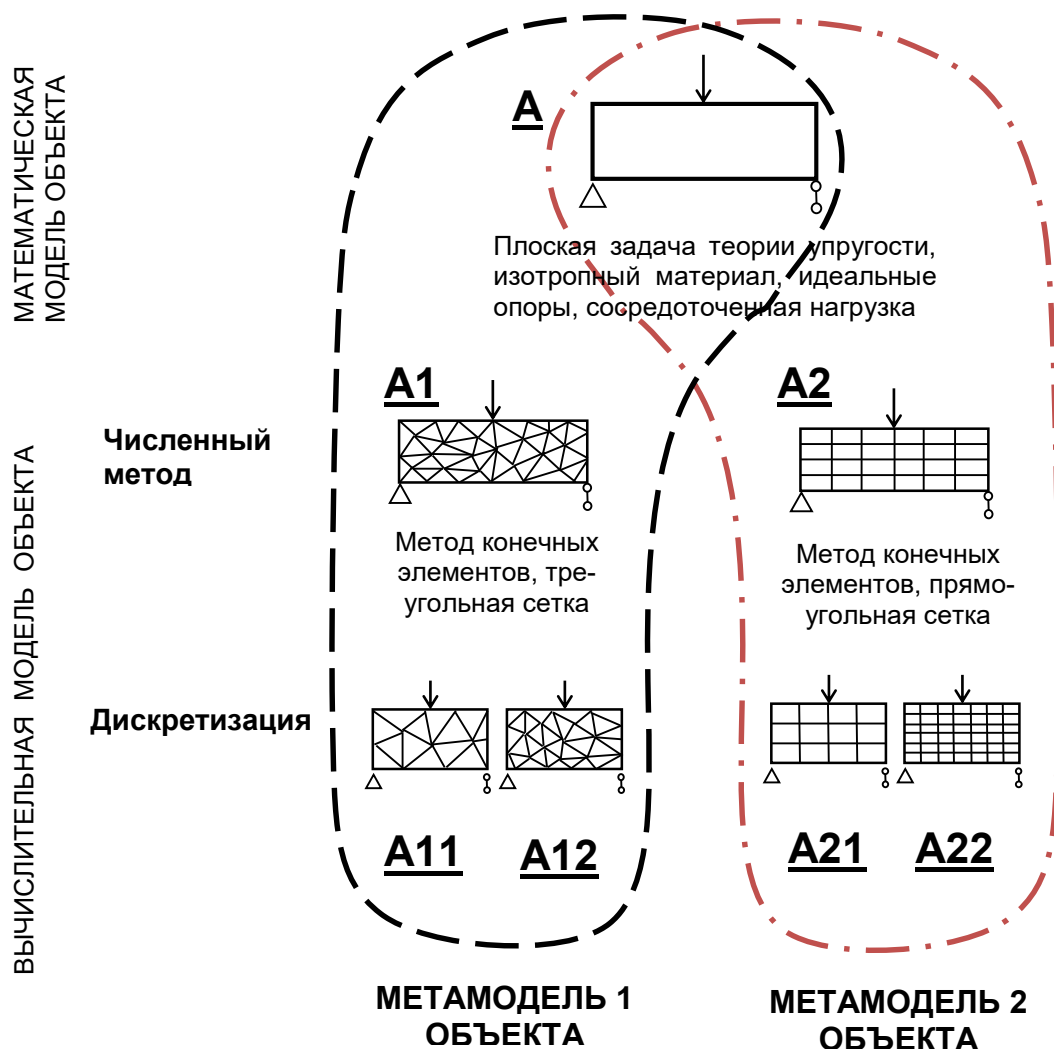 МАТЕМАТИЧЕСКАЯ
МОДЕЛЬ ОБЪЕКТА
А
Плоская задача теории упругости,
изотропный материал, идеальные
опоры, сосредоточенная нагрузка
ВЫЧИСЛИТЕЛЬНАЯ МОДЕЛЬ ОБЪЕКТА
Численный
метод
А1
А2
Метод конечных
элементов, тре-
угольная сетка
Метод конечных
элементов, прямо-
угольная сетка
Дискретизация
А11
А12
А21
А22
МЕТАМОДЕЛЬ 1
ОБЪЕКТА
МЕТАМОДЕЛЬ 2
ОБЪЕКТА